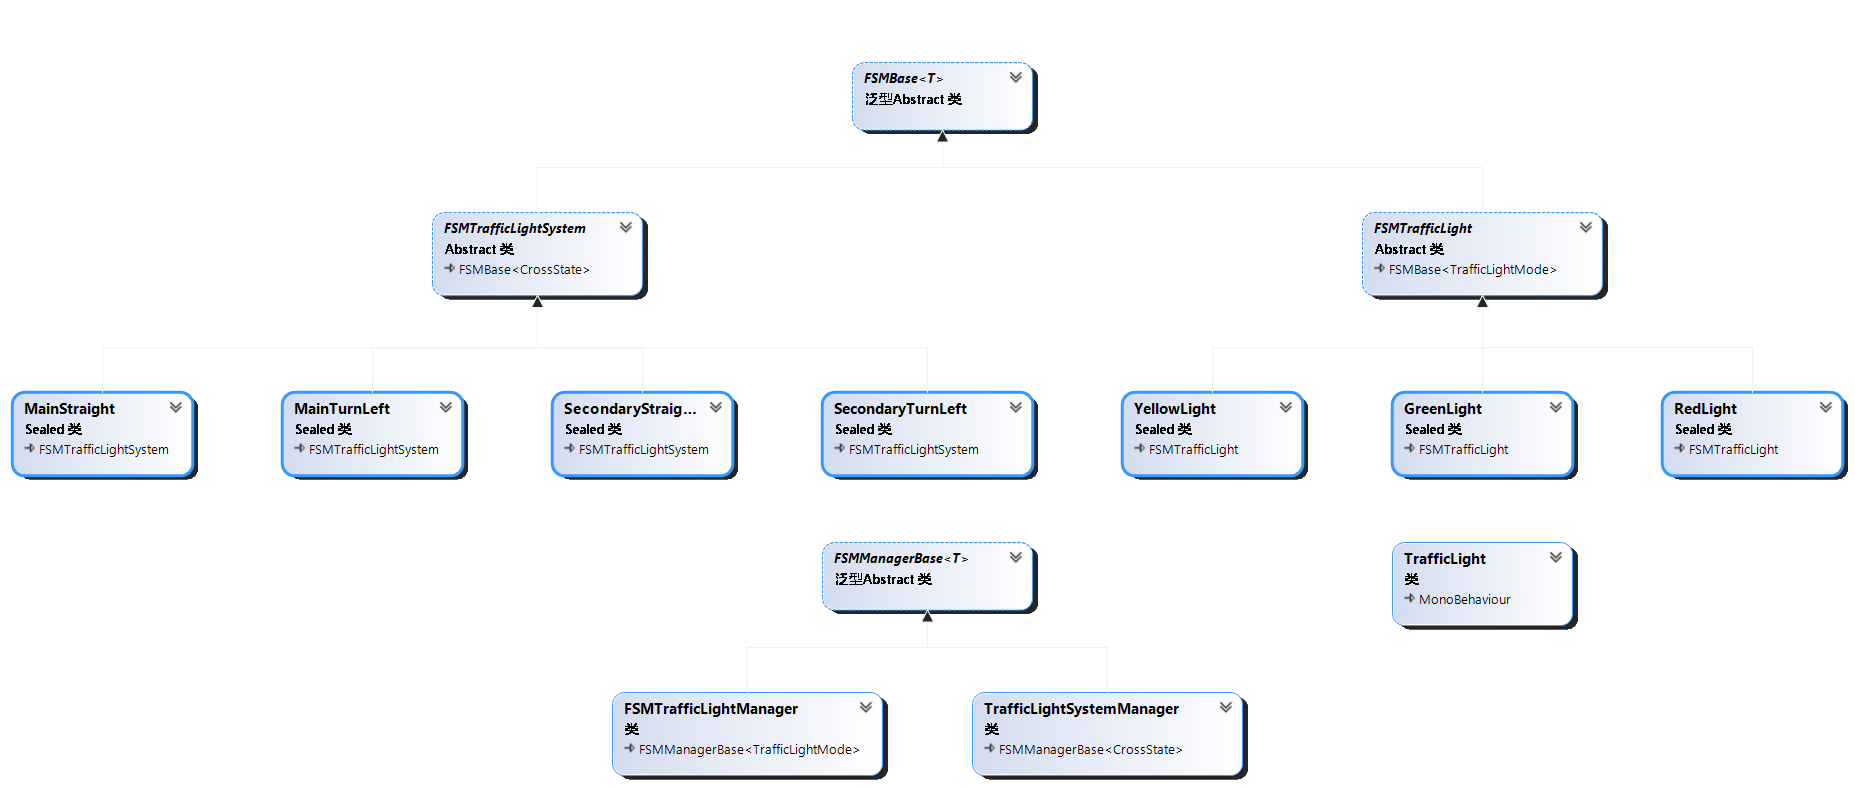 FSMBase<T>
泛型Abstract 类
FSMTrafficLightSystem
Abstract 类
FSMBase<CrossState>
FSMTrafficLight
Abstract 类
FSMBase<TrafficLightMode>
MainStraight
Sealed 类
FSMTrafficLightSystem
MainTurnLeft
Sealed 类
FSMTrafficLightSystem
SecondaryStraig...
Sealed 类
FSMTrafficLightSystem
SecondaryTurnLeft
Sealed 类
FSMTrafficLightSystem
YellowLight
Sealed 类
FSMTrafficLight
GreenLight
Sealed 类
FSMTrafficLight
RedLight
Sealed 类
FSMTrafficLight
FSMManagerBase<T>
泛型Abstract 类
TrafficLight
类
MonoBehaviour
FSMTrafficLightManager
类
FSMManagerBase<TrafficLightMode>
TrafficLightSystemManager
类
FSMManagerBase<CrossState>